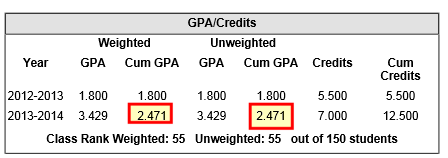 GPA/Credits
Weighted Unweighted
Year GPA Cum GPA GPA Cum GPA Credits Cum Credits
2012-2013 1.800 1.800 1.800 1.800 5.500 5.500
2013-2014 3.429 2.471 3.429 2.471 7.000 12.500
Class Rank Weighted: 55 Unweighted: 55 out of 150 students